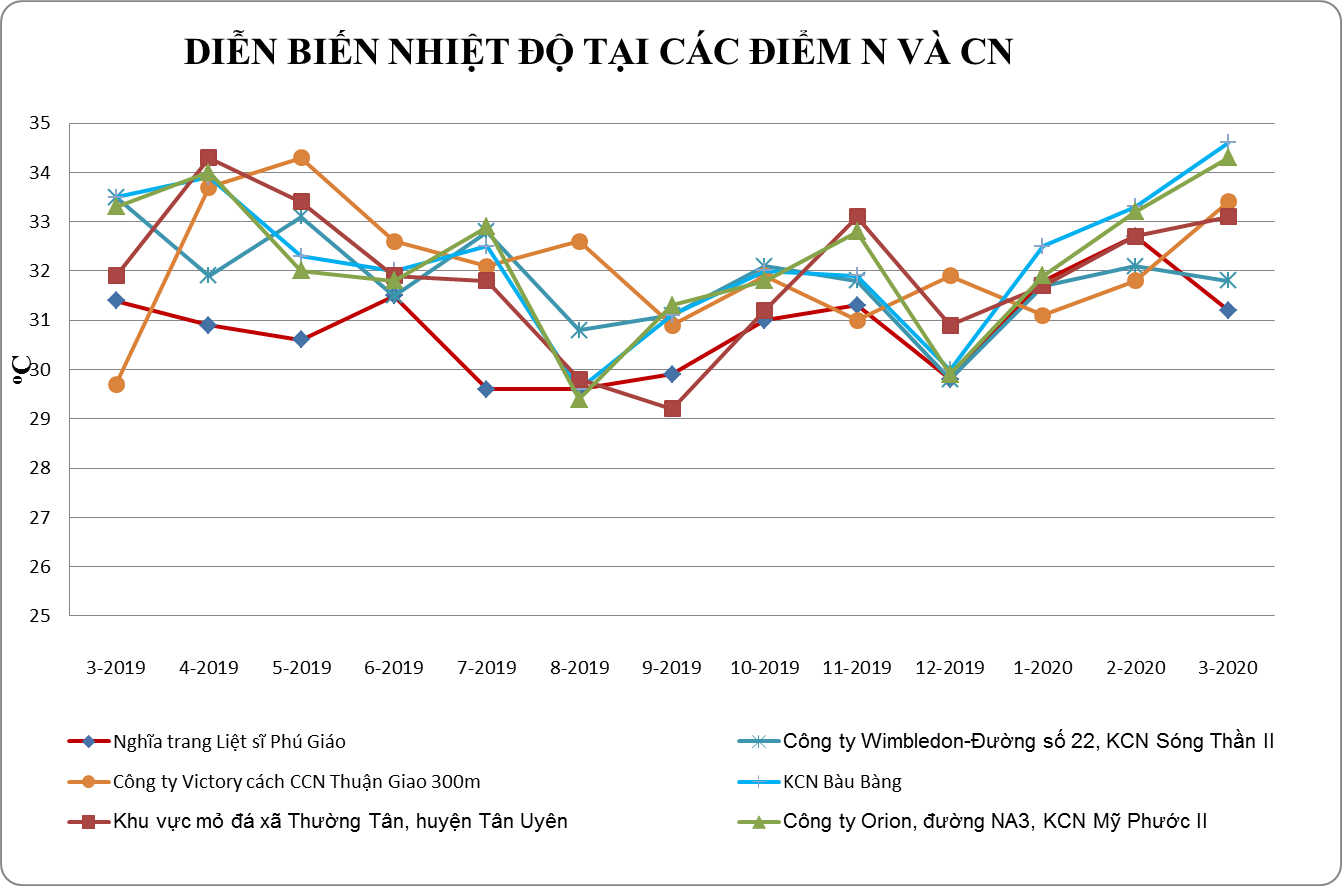 DIỄN BIẾN NHIỆT ĐỘ TẠI CÁC ĐIỂM N VÀ CN
35
34
33
32
31
30
29
28
27
26
25
ºC
3-2019 4-2019 5-2019 6-2019 7-2019 8-2019 9-2019 10-2019 11-2019 12-2019 1-2020 2-2020 3-2020
Nghĩa trang Liệt sĩ Phú Giáo
Công ty Wimbledon-Đường số 22, KCN Sóng Thần II
Công ty Victory cách CCN Thuận Giao 300m
KCN Bàu Bàng
Khu vực mỏ đá xã Thường Tân, huyện Tân Uyên
Công ty Orion, đường NA3, KCN Mỹ Phước II